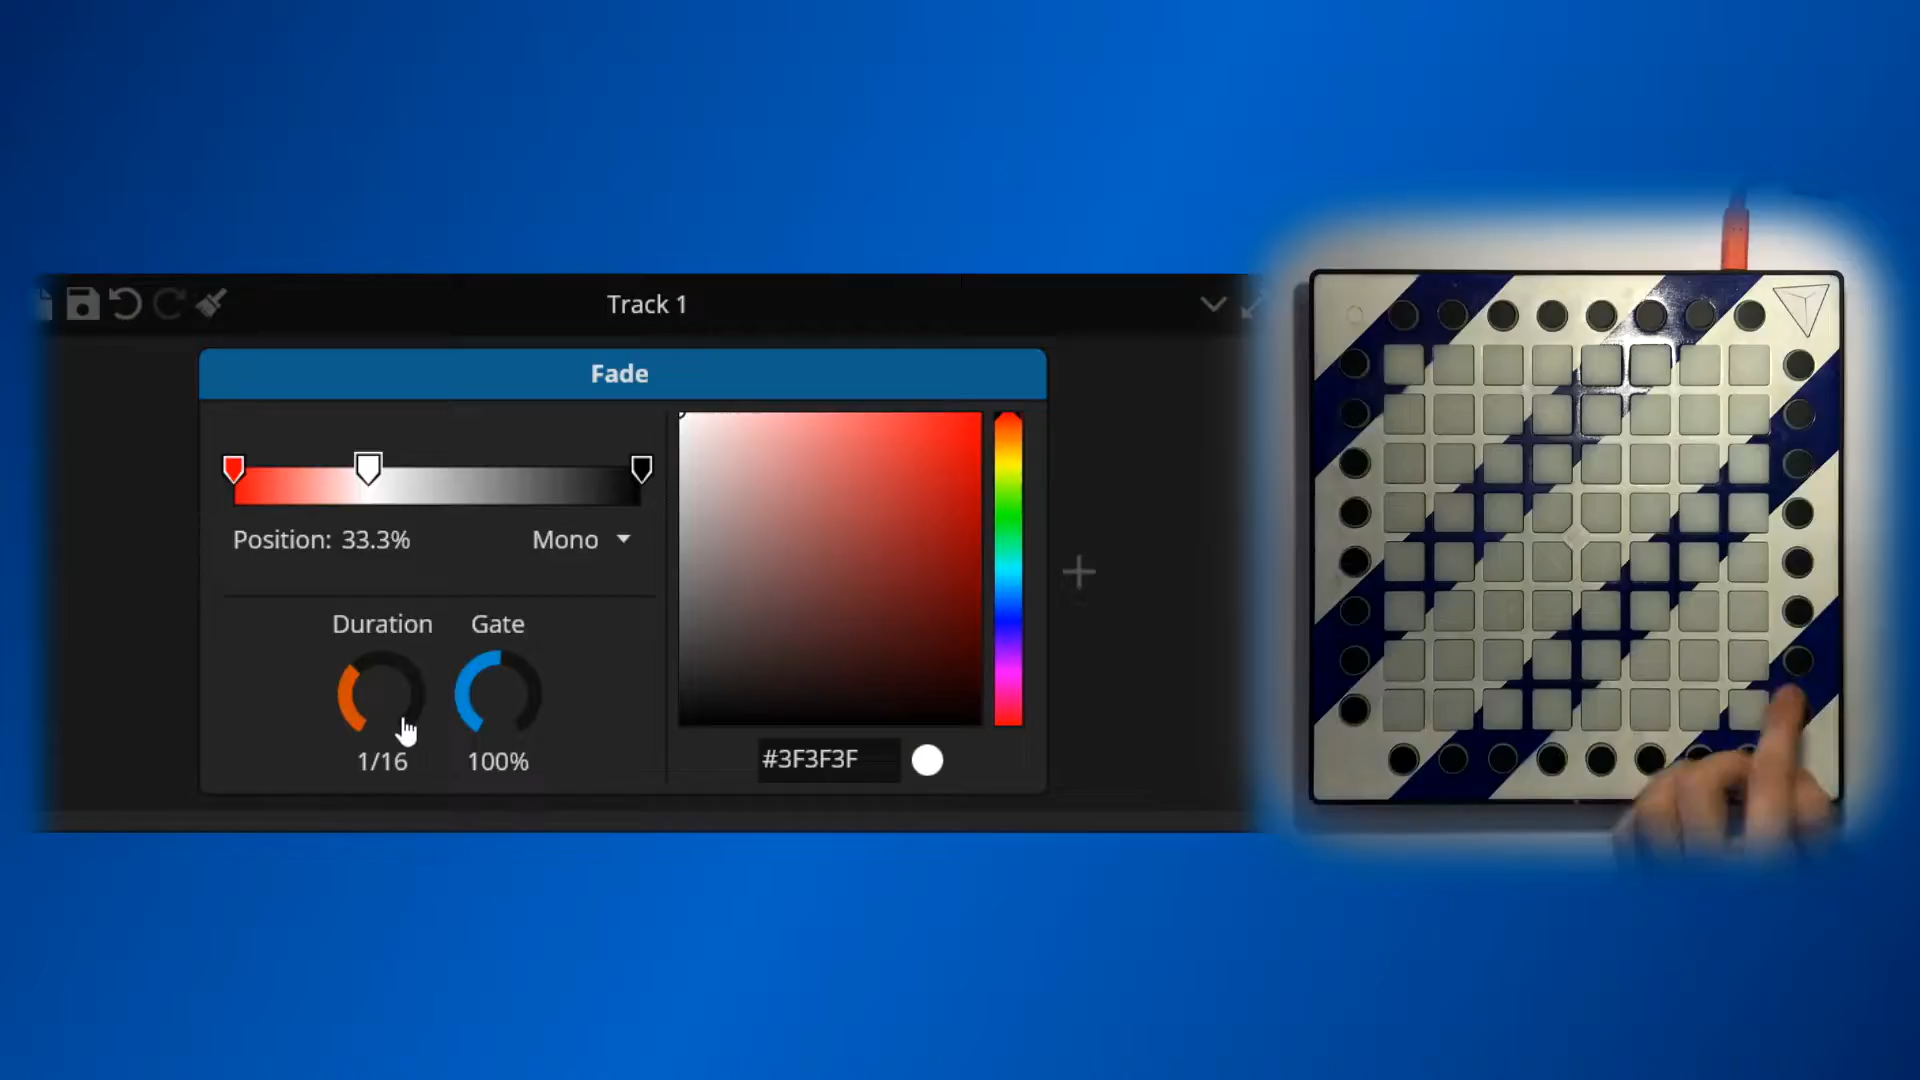 Track 1
Fade
Position: 33.3%
Mono
Duration
Gate
1/16
100%
#3F3F3F